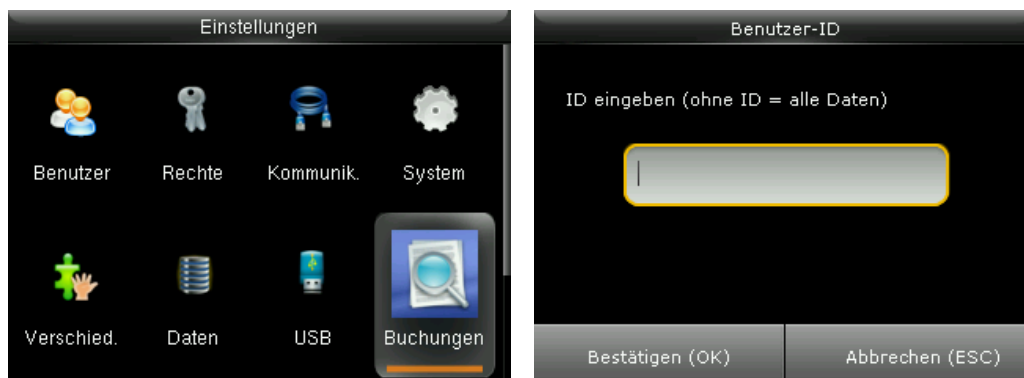 Einstellungen
Benutzer Rechte Kommunik. System
Verschied. Daten USB Buchungen
Benutzer-ID
ID eingeben (ohne ID = alle Daten)
Bestätigen (OK) Abbrechen (ESC)